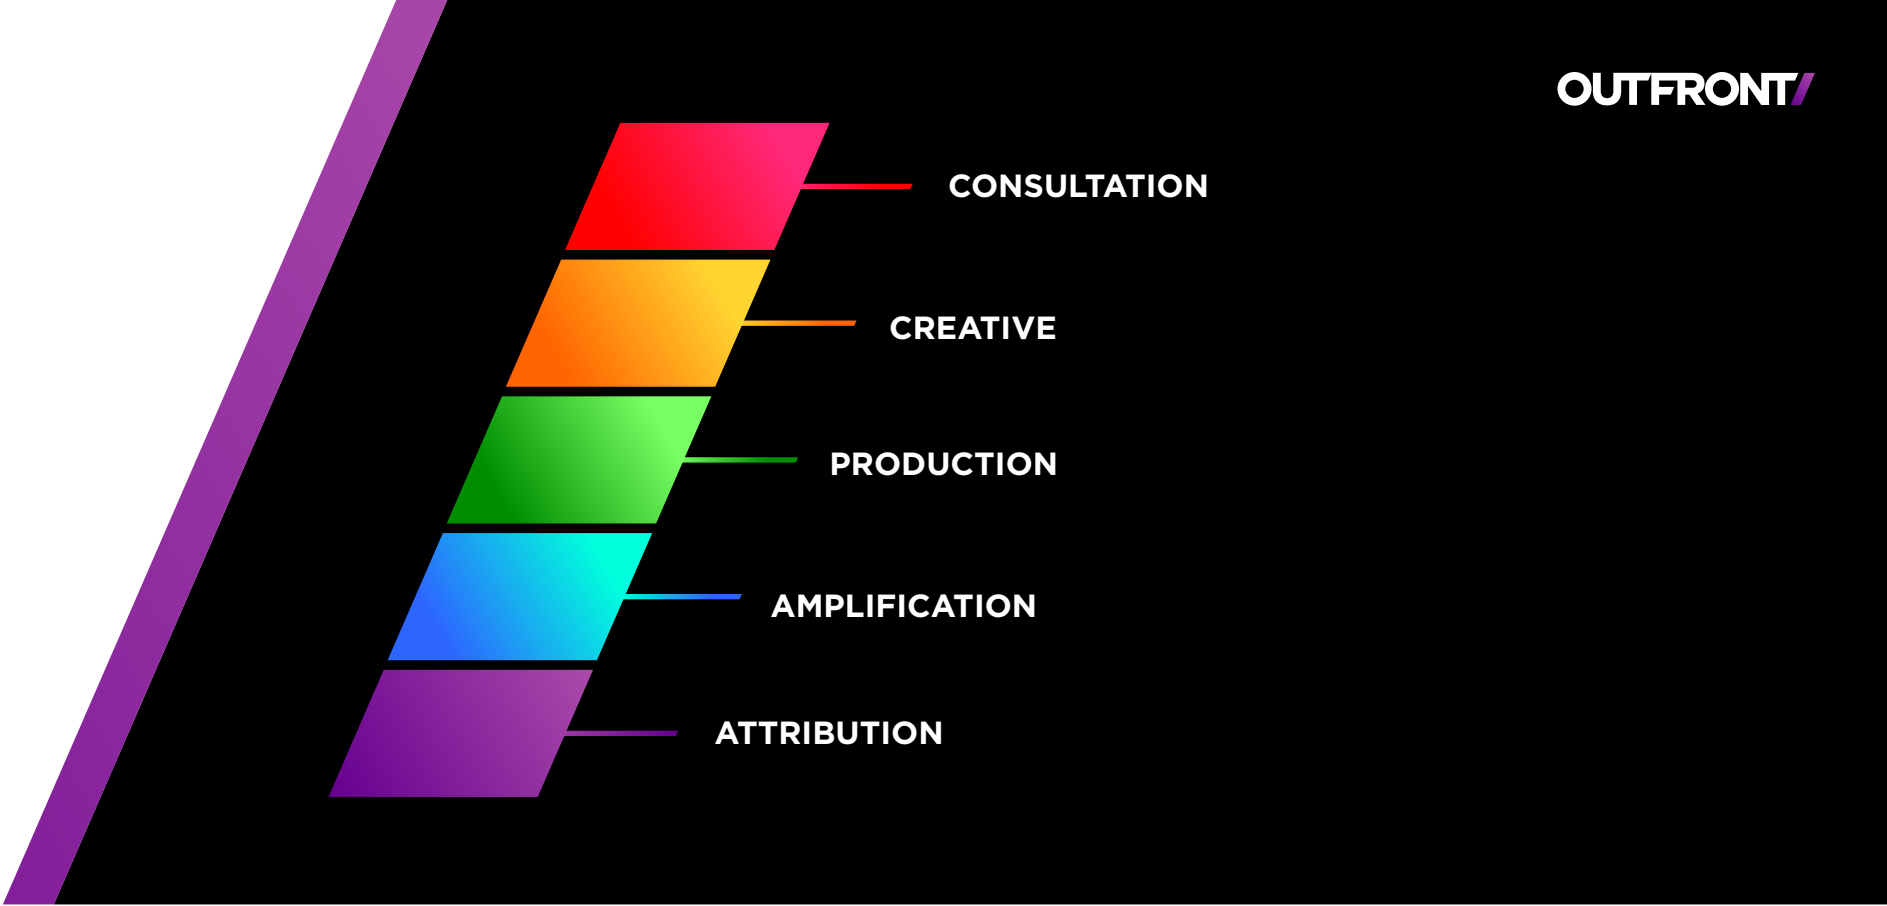 OUTFRONT/
CONSULTATION
CREATIVE
PRODUCTION
AMPLIFICATION
ATTRIBUTION